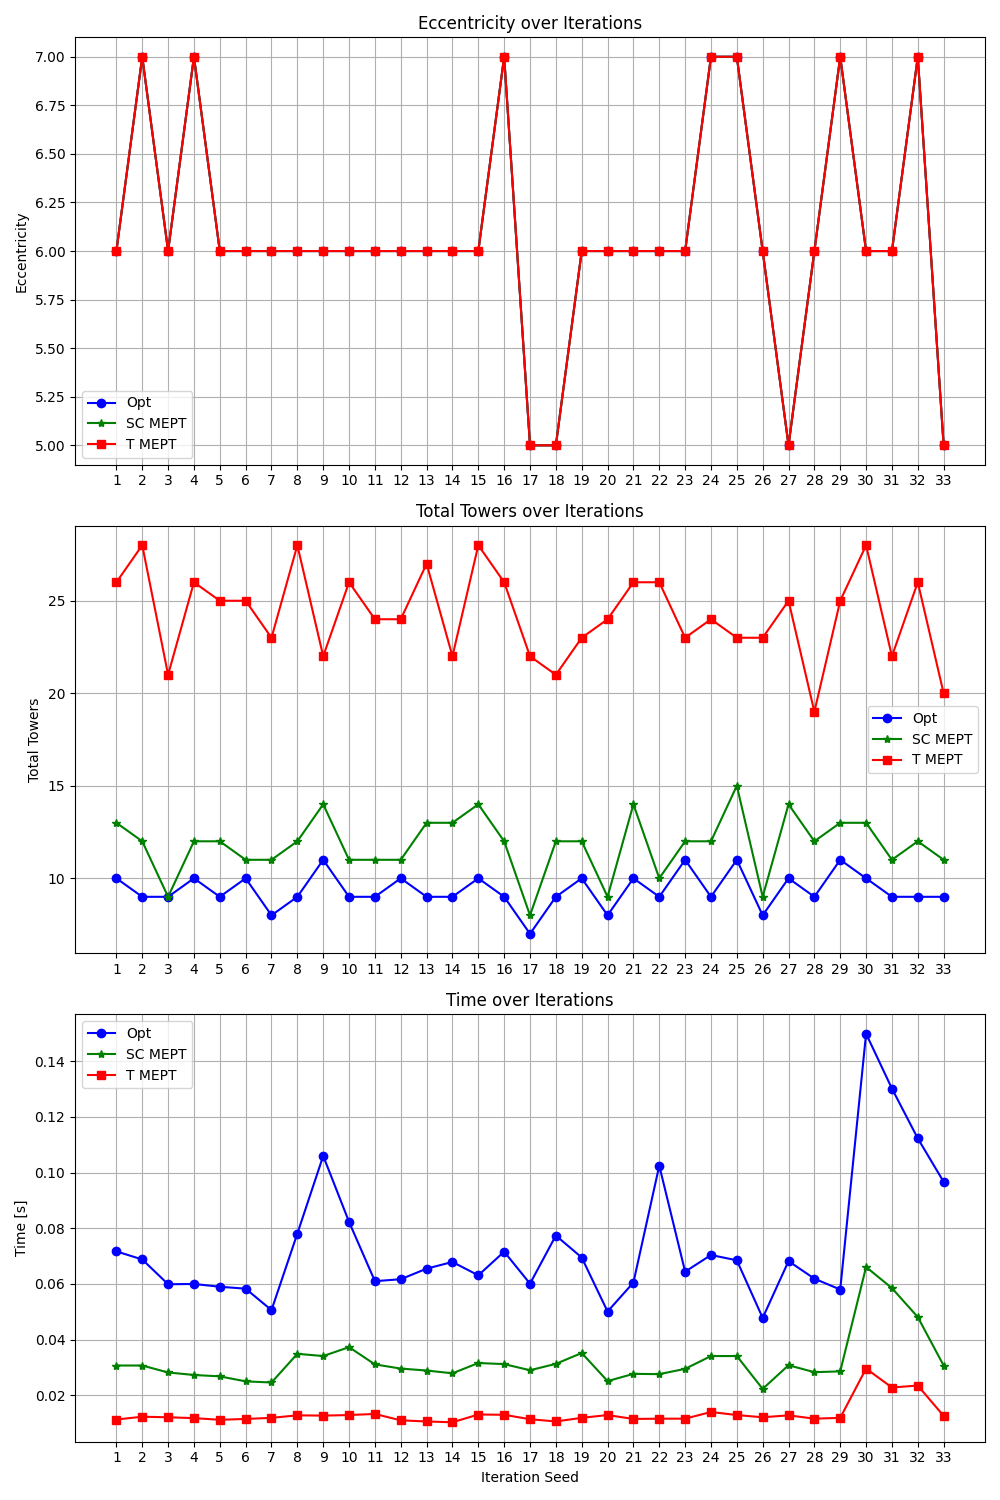 Eccentricity over Iterations
7.00
6.75
6.50
6.25
6.00
5.75
5.50
5.25
5.00
Eccentricity
Opt
SC MEPT
T MEPT
1 2 3 4 5 6 7 8 9 10 11 12 13 14 15 16 17 18 19 20 21 22 23 24 25 26 27 28 29 30 31 32 33
Total Towers over Iterations
25
20
15
10
Total Towers
Opt
SC MEPT
T MEPT
1 2 3 4 5 6 7 8 9 10 11 12 13 14 15 16 17 18 19 20 21 22 23 24 25 26 27 28 29 30 31 32 33
Time over Iterations
Opt
SC MEPT
T MEPT
0.14
0.12
0.10
0.08
0.06
0.04
0.02
Time [s]
1 2 3 4 5 6 7 8 9 10 11 12 13 14 15 16 17 18 19 20 21 22 23 24 25 26 27 28 29 30 31 32 33
Iteration Seed